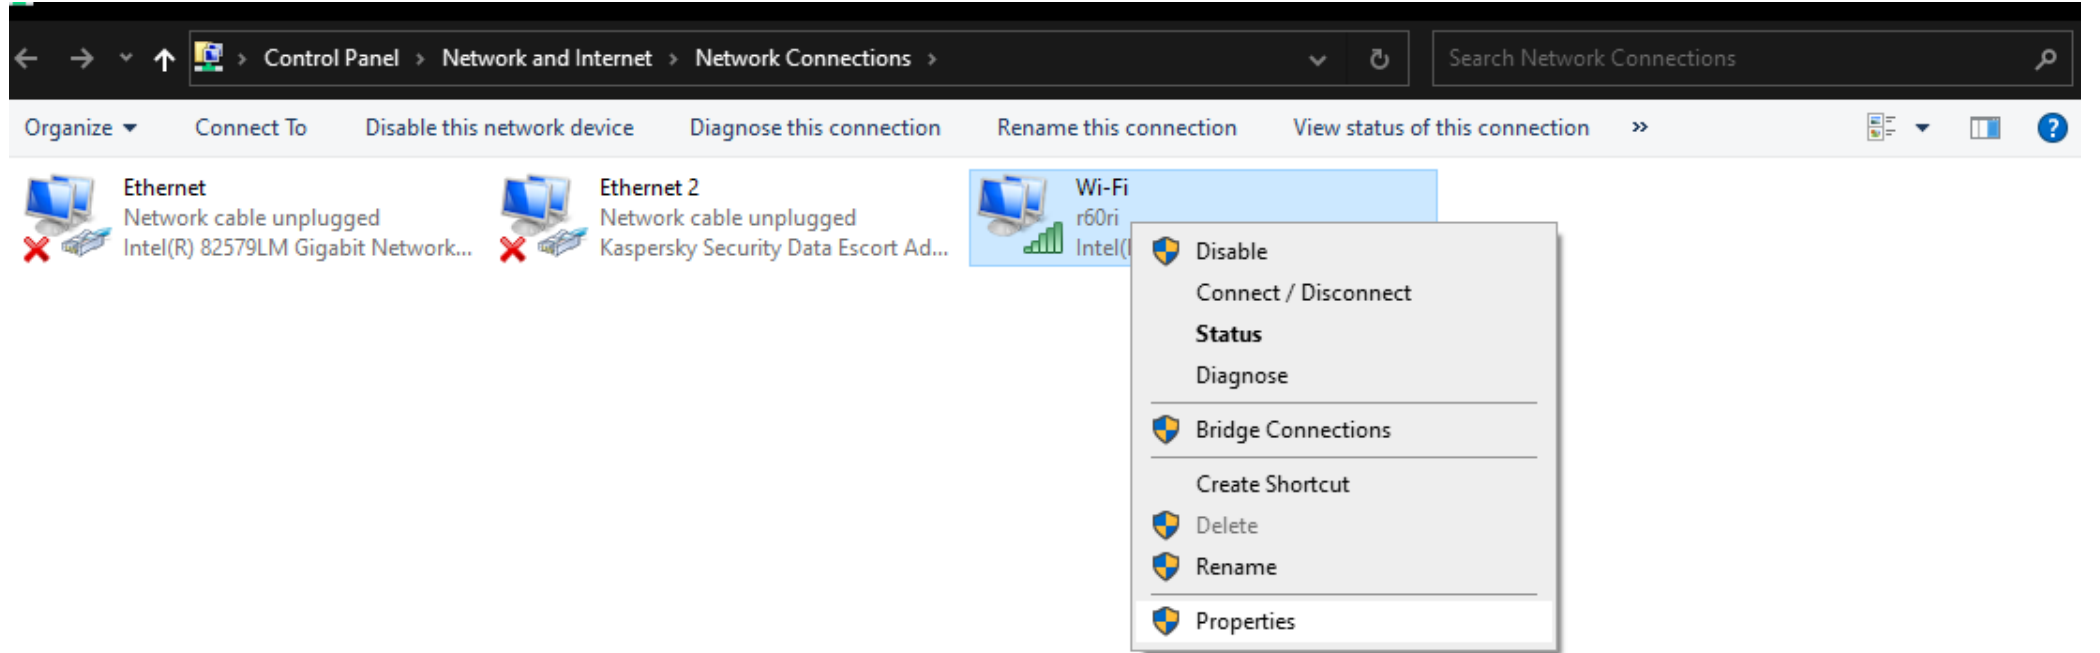 Control Panel > Network and Internet > Network Connections >
Search Network Connections
Organize Connect To Disable this network device Diagnose this connection Rename this connection View status of this connection »
Ethernet
Network cable unplugged
Intel(R) 82579LM Gigabit Network...
Ethernet 2
Network cable unplugged
Kaspersky Security Data Escort Ad...
Wi-Fi
r60ri
Intel(
Disable
Connect / Disconnect
Status
Diagnose
Bridge Connections
Create Shortcut
Delete
Rename
Properties